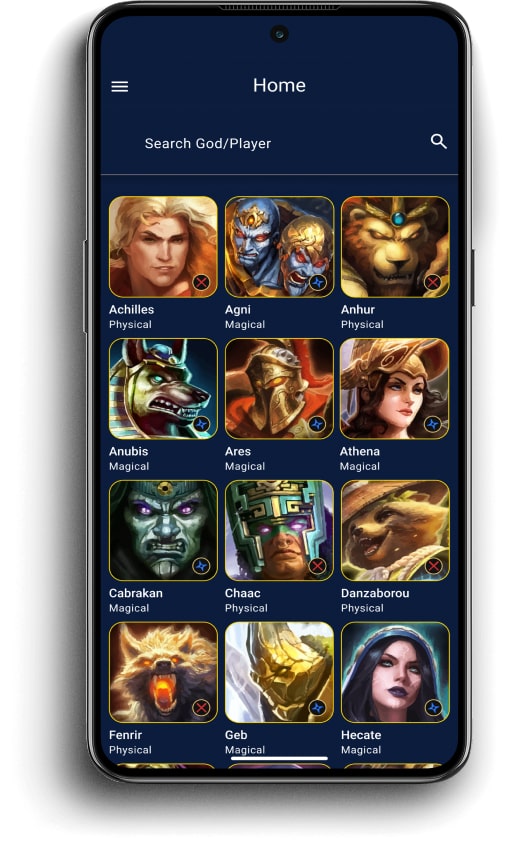 Home
Search God/Player
Achilles Agni Anhur
Physical Magical Physical
Anubis Ares Athena
Magical Magical Magical
Cabrakan Chaac Danzaborou
Magical Physical Physical
Fenrir Geb Hecate
Physical Magical Magical